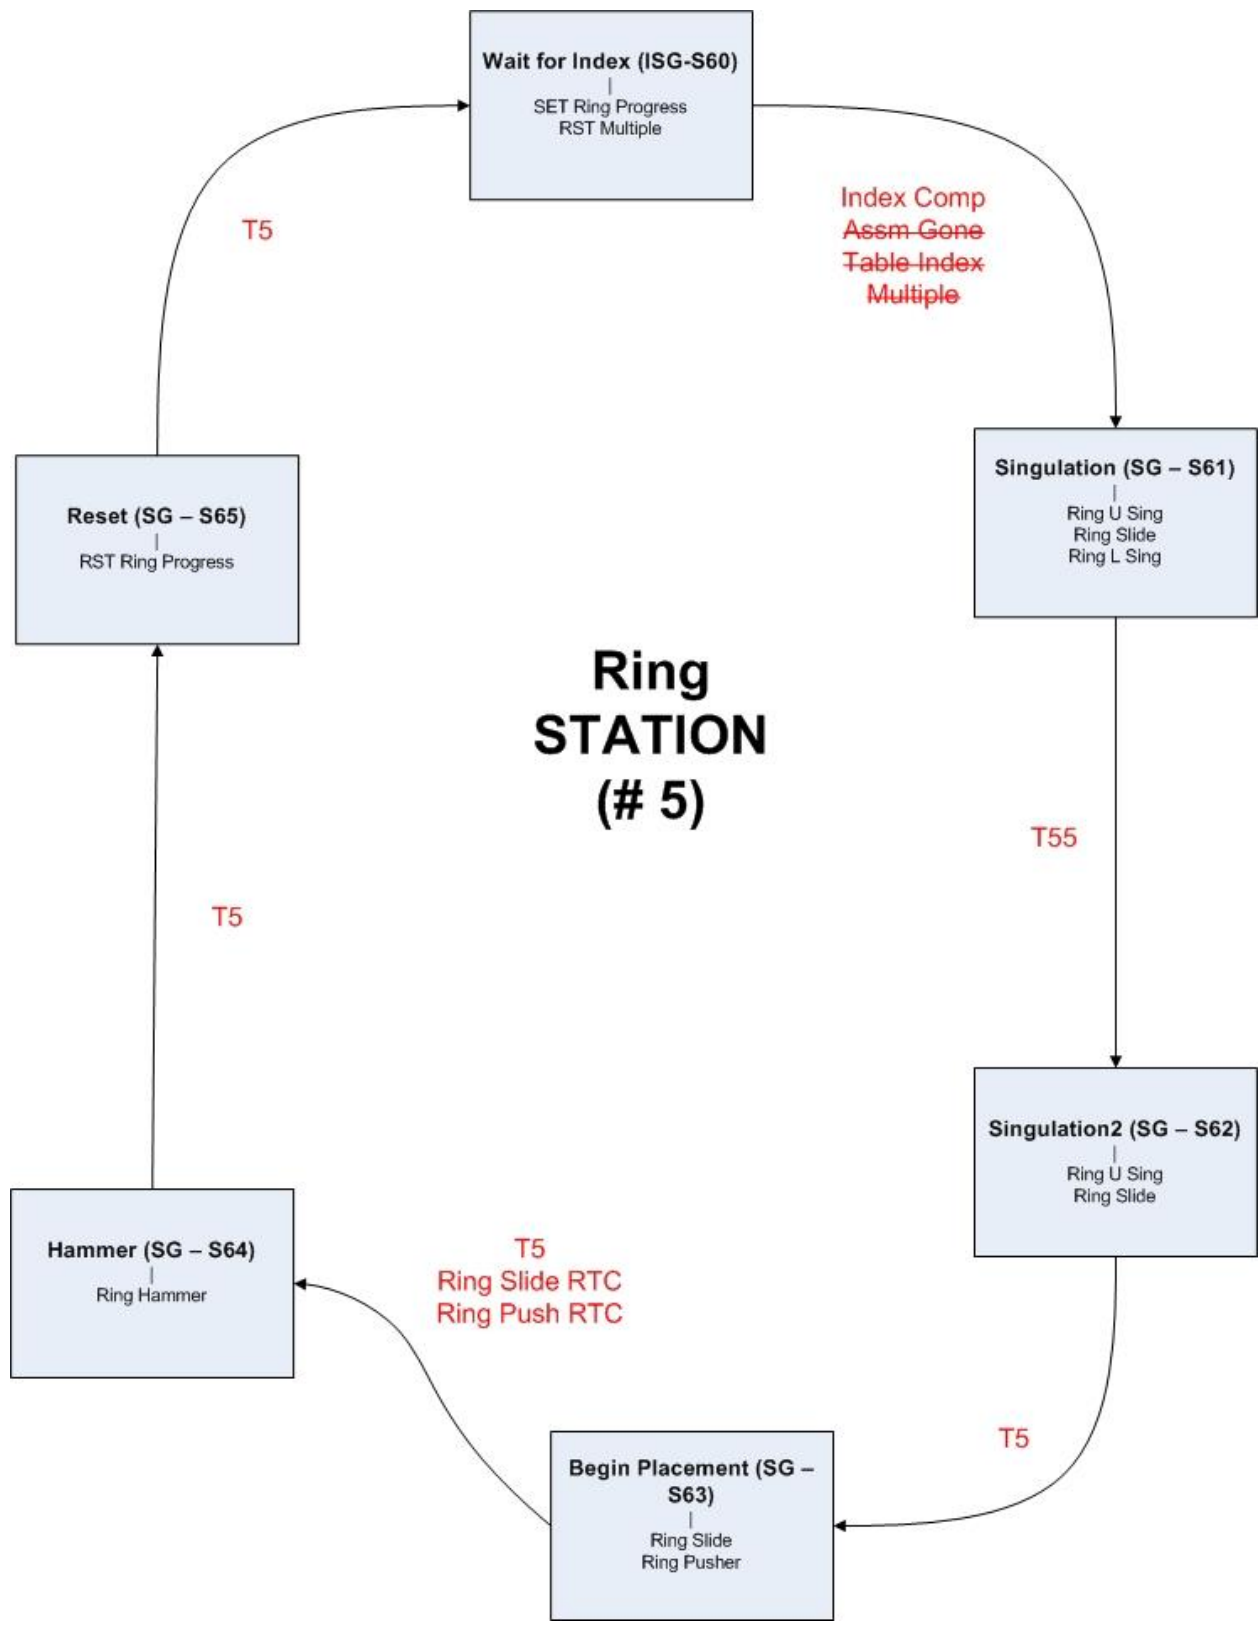 Wait for Index (ISG-S60)
|
SET Ring Progress
RST Multiple
Index Comp
Assm Gone
Table Index
Multiple
T5
Singulation (SG – S61)
|
Ring U Sing
Ring Slide
Ring L Sing
Reset (SG – S65)
|
RST Ring Progress
Ring
STATION
(# 5)
T55
T5
Singulation2 (SG – S62)
|
Ring U Sing
Ring Slide
Hammer (SG – S64)
|
Ring Hammer
T5
Ring Slide RTC
Ring Push RTC
T5
Begin Placement (SG –
S63)
|
Ring Slide
Ring Pusher